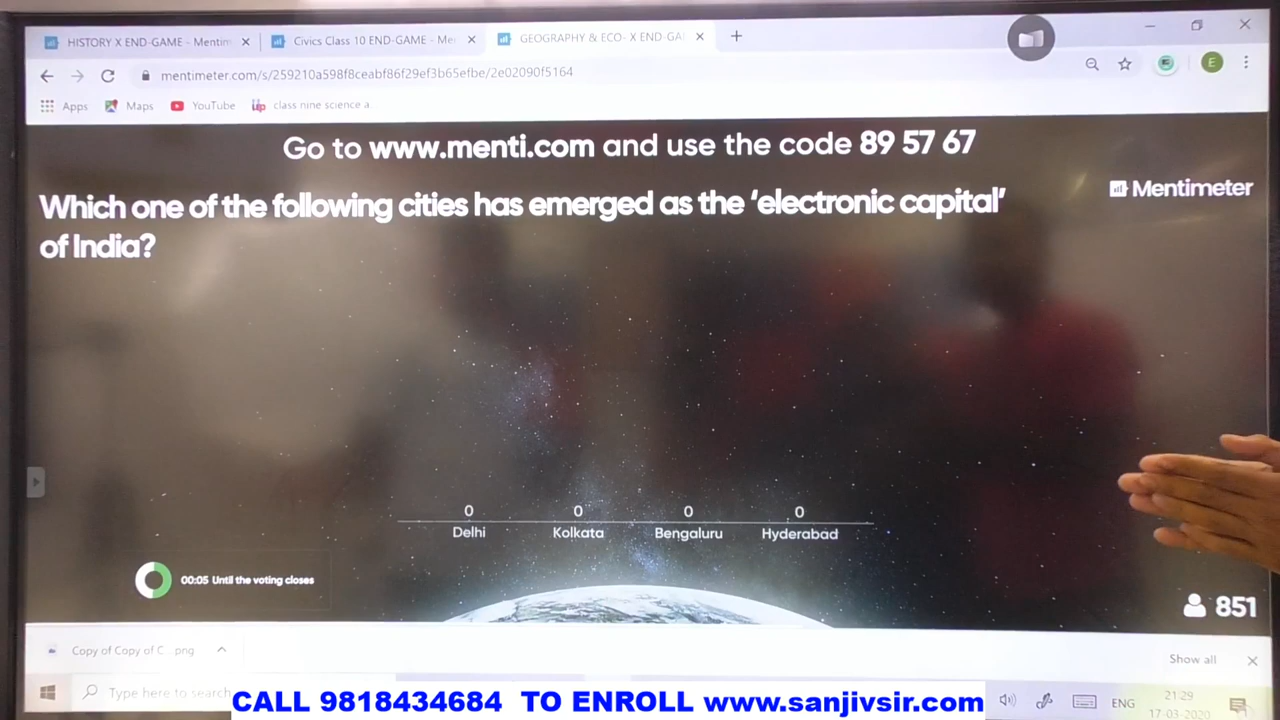 HISTORY X END-GAME - Mentim
Civics Class 10 END-GAME - Me
GEOGRAPHY & ECO- X END-GA
mentimeter.com/s/259210a598f8ceabf86f29ef3b65efbe/2e02090f5164
E
Apps Maps YouTube class nine science a
Go to www.menti.com and use the code 89 57 67
Mentimeter
Which one of the following cities has emerged as the ‘electronic capital’
of India?
0 0 0 0
Delhi Kolkata Bengaluru Hyderabad
00:05 Until the voting closes
851
Copy of Copy of C....png
Show all
Type here to search
ENG
21:29
17-03-2020
CALL 9818434684 TO ENROLL www.sanjivsir.com